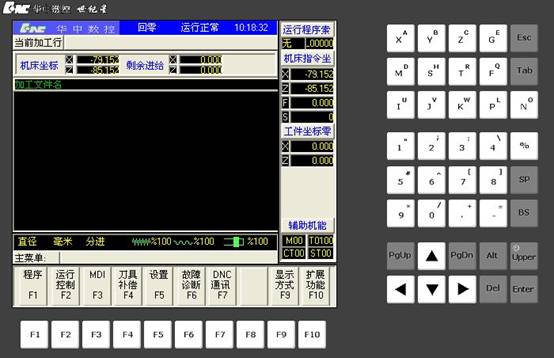 华中数控 世纪星
华中数控 回零 运行正常 10:18:32
运行程序索
当前加工行
无 .00000
机床坐标 X -79.152 剩余进给 X 0.000
Z -85.152 Z 0.000
机床指令坐
加工文件名
X -79.152
Z -85.152
F 0.000
S 0
工件坐标零
X 0.000
Z 0.000
辅助机能
直径 毫米 分进 %100 %100 %100
M00 T0100
CT00 ST00
主菜单:
程序 F1
运行控制 F2
MDI F3
刀具补偿 F4
设置 F5
故障诊断 F6
DNC通讯 F7
F8
显示方式 F9
扩展功能 F10
F1 F2 F3 F4 F5 F6 F7 F8 F9 F10
X A Y B Z C G E Esc
M D S H T Q F R Tab
I U J V K W P L N O
1 " 2 ; 3 : 4 \ %
5 # 6 ^ 7 [ 8 ] SP
9 * 0 / . + - = BS
PgUp PgDn Alt Upper
Del Enter